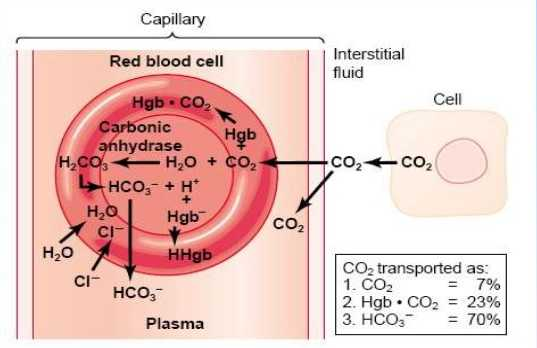 Capillary
Red blood cell
Interstitial
fluid
Cell
Hgb • CO₂
Hgb
+
Carbonic
anhydrase
H₂CO₃ H₂O + CO₂ CO₂ CO₂
HCO₃⁻ + H⁺
+
Hgb⁻
H₂O
Cl⁻
CO₂
H₂O
HHgb
Cl⁻
HCO₃⁻
Plasma
CO₂ transported as:
1. CO₂ = 7%
2. Hgb • CO₂ = 23%
3. HCO₃⁻ = 70%